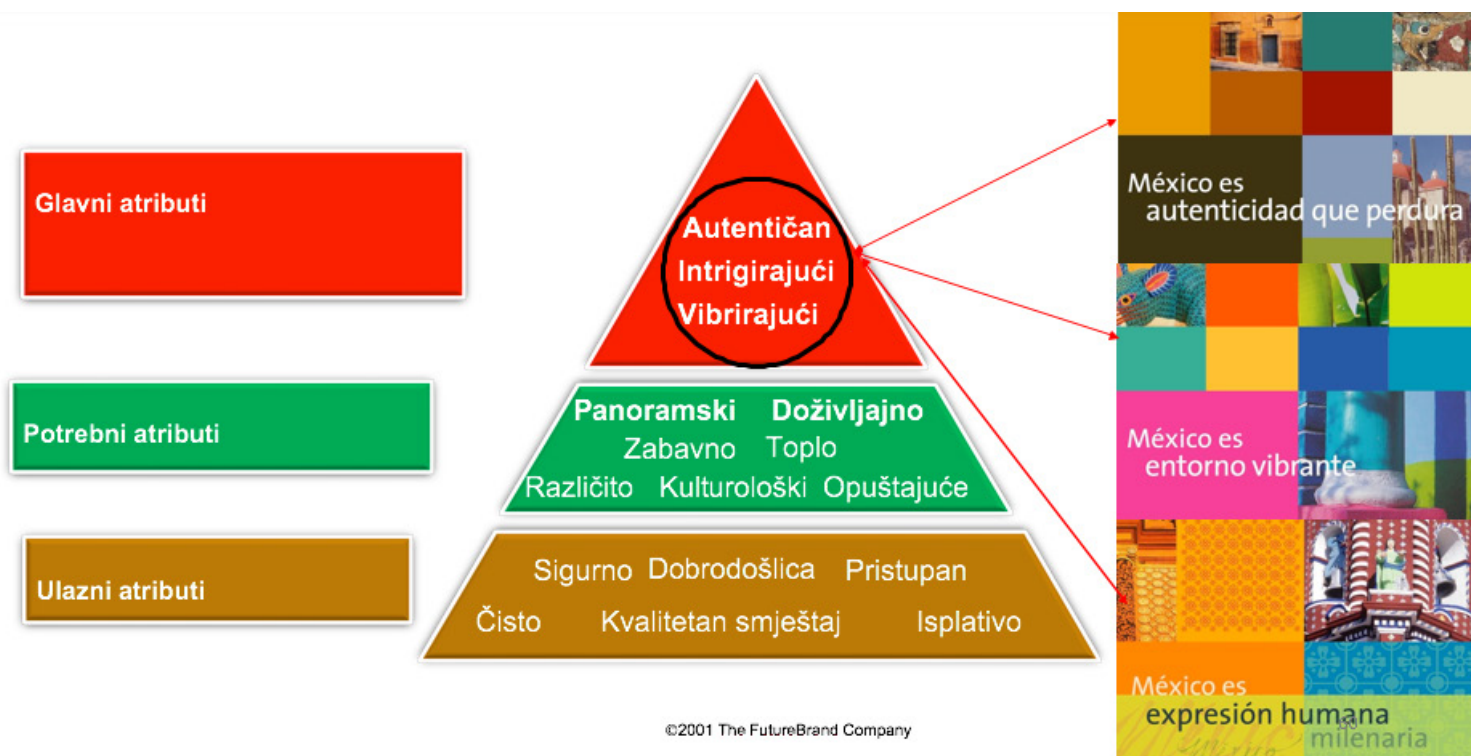 Glavni atributi
Autentičan
Intrigirajući
Vibrirajući
Potrebni atributi
Panoramski Doživljajno
Zabavno Toplo
Različito Kulturološki Opuštajuće
Ulazni atributi
Sigurno Dobrodošlica Pristupan
Čisto Kvalitetan smještaj Isplativo
©2001 The FutureBrand Company
México es
autenticidad que perdura
México es
entorno vibrante
México es
expresión humana
milenaria